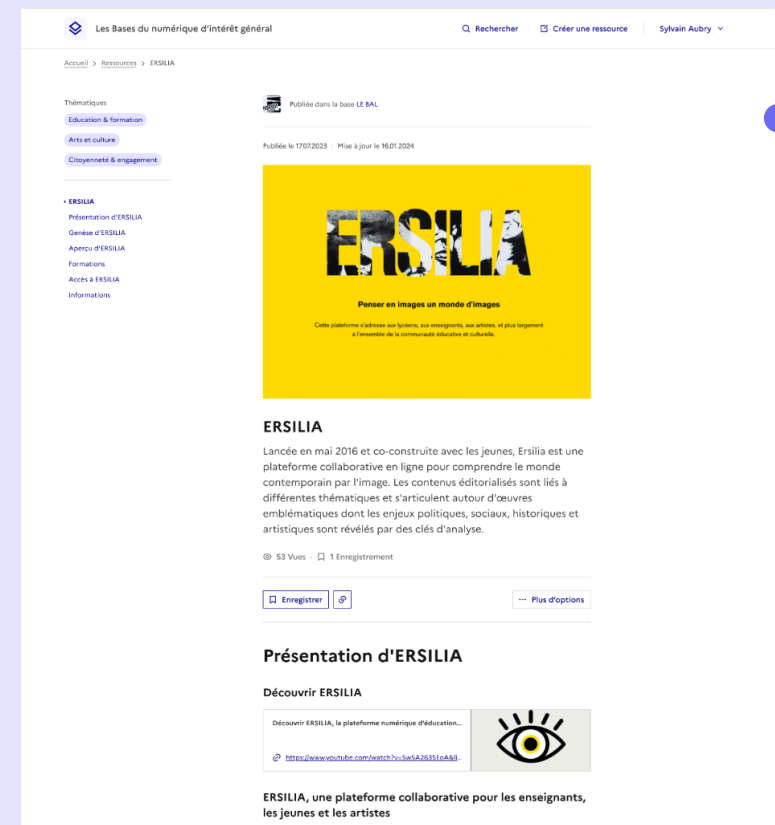 Les Bases du numérique d'intérêt général
Rechercher
Créer une ressource
Sylvain Aubry
Accueil > Ressources > ERSILIA
Thématiques
Education & formation
Arts et culture
Citoyenneté & engagement
ERSILIA
Présentation d'ERSILIA
Genèse d'ERSILIA
Aperçu d'ERSILIA
Formations
Accès à ERSILIA
Informations
Publiée dans la base LE BAL
Publiée le 17.07.2023 Mise à jour le 16.01.2024
ERSILIA
Penser en images un monde d'images
Cette plateforme s'adresse aux lycéens, aux enseignants, aux artistes, et plus largement
à l'ensemble de la communauté éducative et culturelle.
ERSILIA
Lancée en mai 2016 et co-construite avec les jeunes, Ersilia est une
plateforme collaborative en ligne pour comprendre le monde
contemporain par l'image. Les contenus éditorialisés sont liés à
différentes thématiques et s'articulent autour d'œuvres
emblématiques dont les enjeux politiques, sociaux, historiques et
artistiques sont révélés par des clés d'analyse.
53 Vues · 1 Enregistrement
Enregistrer
··· Plus d'options
Présentation d'ERSILIA
Découvrir ERSILIA
Découvrir ERSILIA, la plateforme numérique d'éducation...
ERSILIA, une plateforme collaborative pour les enseignants,
les jeunes et les artistes